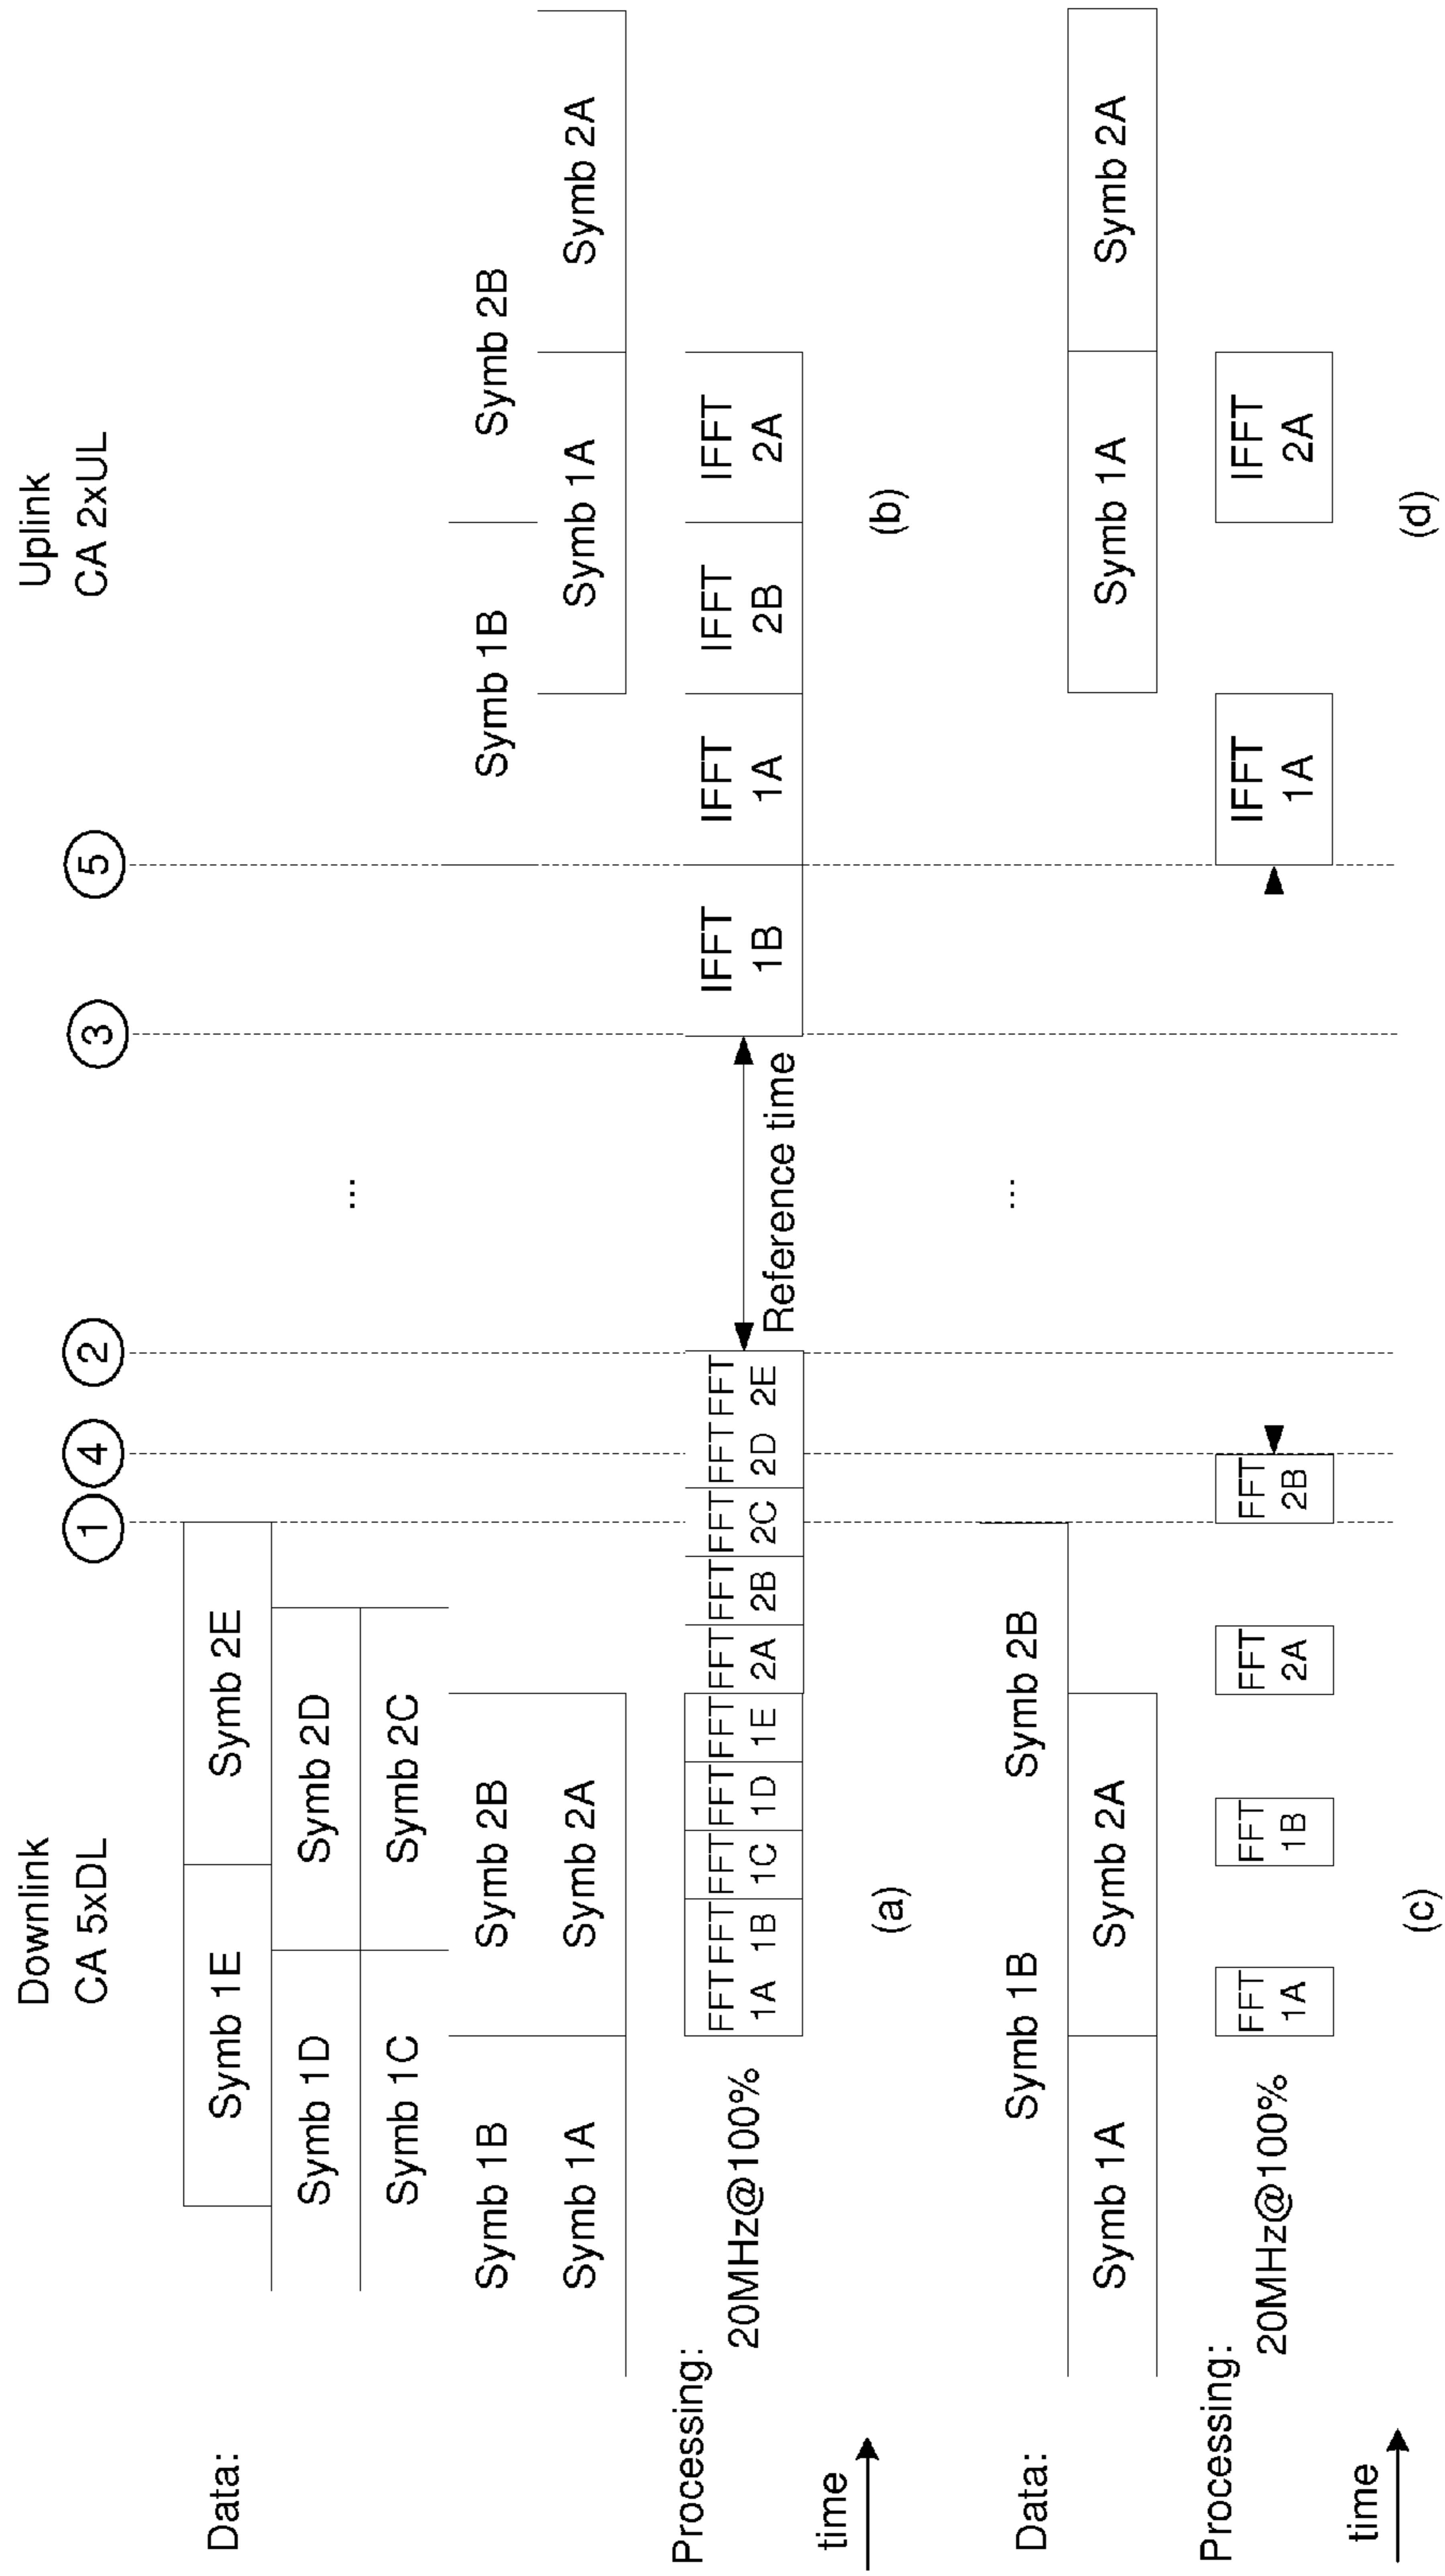 Downlink
CA 5xDL
Uplink
CA 2xUL
1
4
2
3
5
Data:
Symb 1E
Symb 2E
Symb 1D
Symb 2D
Symb 1C
Symb 2C
...
Symb 1B
Symb 2B
Symb 1B
Symb 2B
Symb 1A
Symb 2A
Symb 1A
Symb 2A
Processing:
20MHz@100%
FFT 1A
FFT 1B
FFT 1C
FFT 1D
FFT 1E
FFT 2A
FFT 2B
FFT 2C
FFT 2D
FFT 2E
Reference time
IFFT 1B
IFFT 1A
IFFT 2B
IFFT 2A
time
(a)
(b)
Data:
Symb 1B
Symb 2B
...
Symb 1A
Symb 2A
Symb 1A
Symb 2A
Processing:
20MHz@100%
FFT 1A
FFT 1B
FFT 2A
FFT 2B
IFFT 1A
IFFT 2A
time
(c)
(d)